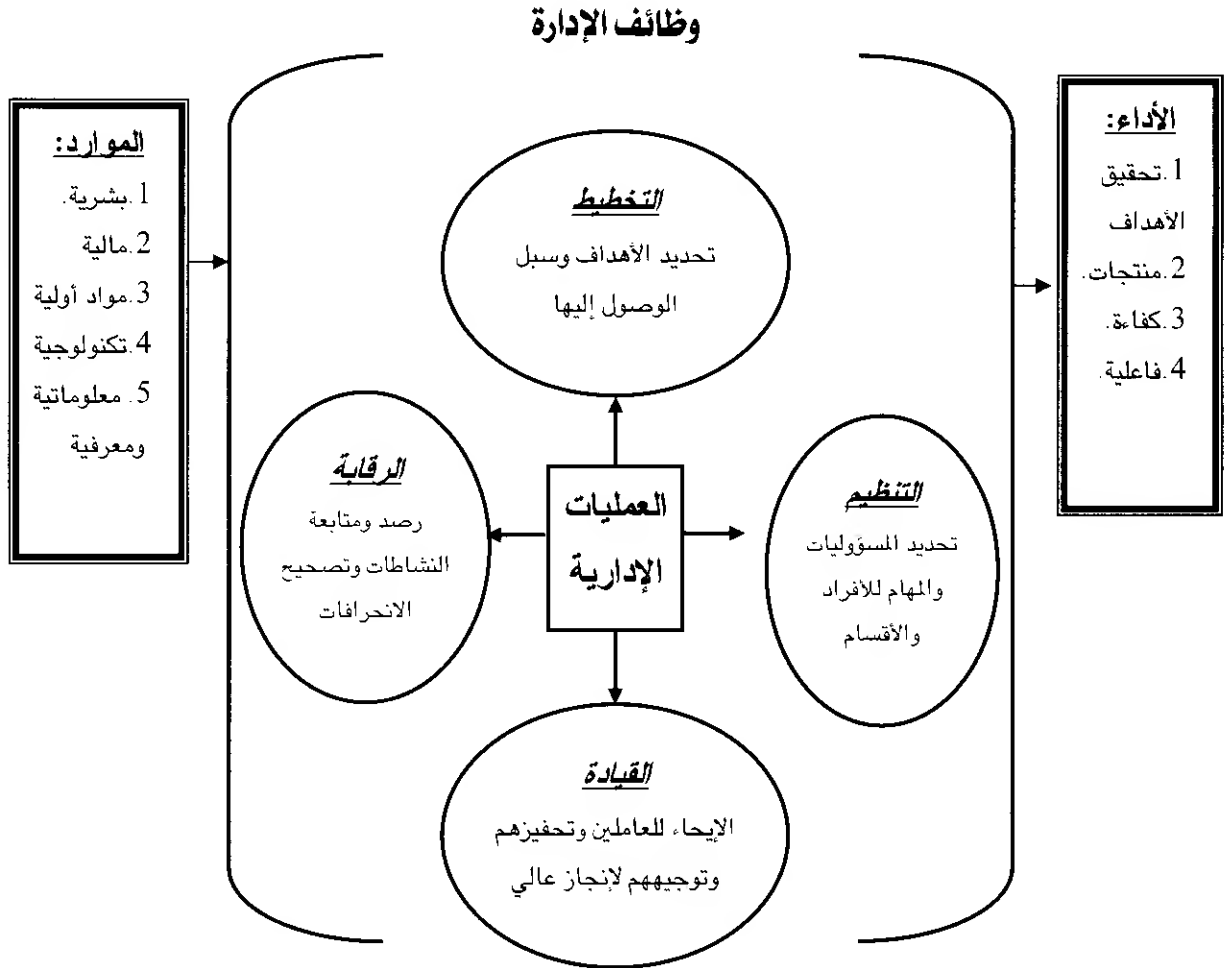 وظائف الإدارة
الأداء:
1.تحقيق
الأهداف
2.منتجات.
3.كفاءة.
4.فاعلية.
الموارد:
1.بشرية.
2.مالية
3.مواد أولية
4.تكنولوجية
5. معلوماتية
ومعرفية
التخطيط
تحديد الأهداف وسبل
الوصول إليها
التنظيم
تحديد المسؤوليات
والمهام للأفراد
والأقسام
العمليات
الإدارية
الرقابة
رصد ومتابعة
النشاطات وتصحيح
الانحرافات
القيادة
الإيحاء للعاملين وتحفيزهم
وتوجيههم لإنجاز عالي